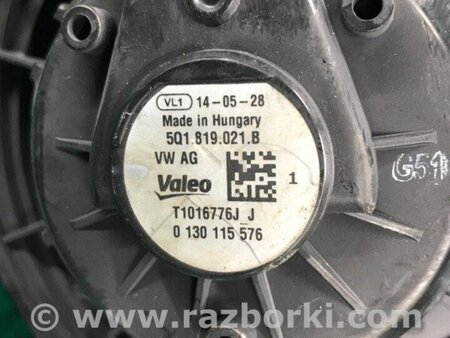 VL1 14-05-28
Made in Hungary
5Q1.819.021.B
VW AG
Valeo 1
T1016776J J
0 130 115 576
G51
© www.razborki.com